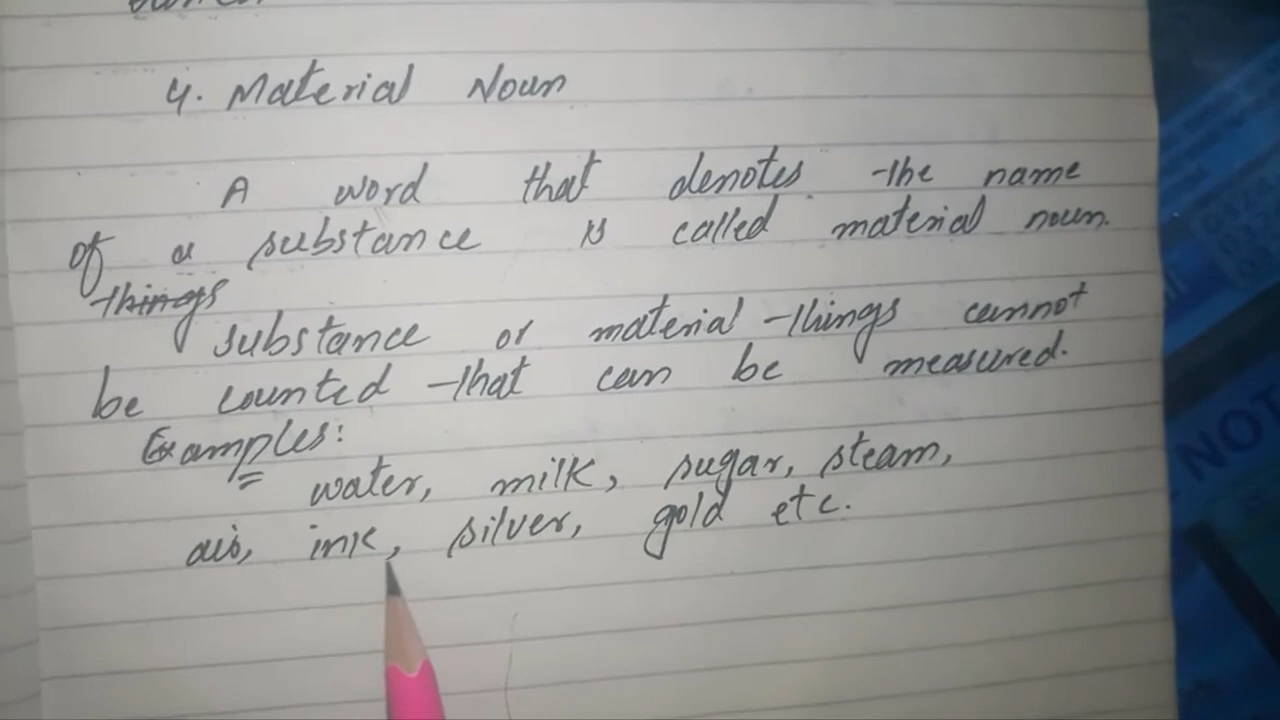 4. Material Noun
A word that denotes the name
of a substance is called material noun.
things
substance or material things cannot
be counted that can be measured.
Examples:
water, milk, sugar, steam,
air, ink, silver, gold etc.
NOT